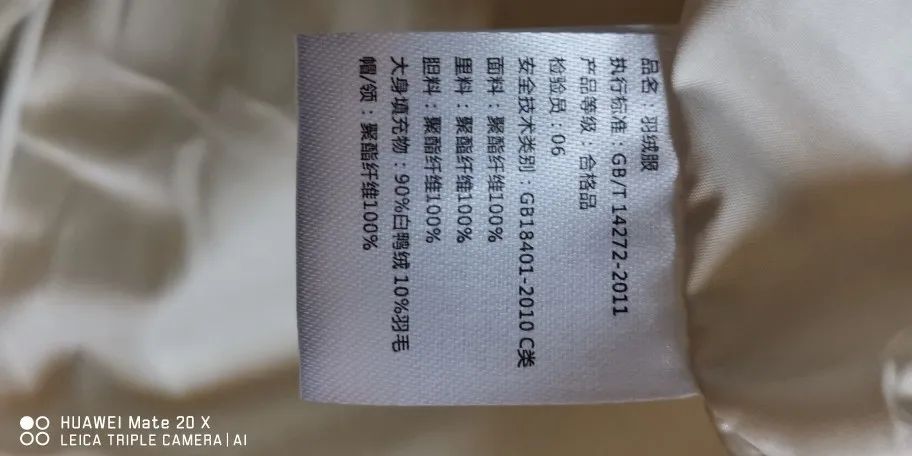 品名：羽绒服
执行标准：GB/T 14272-2011
产品等级：合格品
检验员：06
安全技术类别：GB18401-2010 C类
面料：聚酯纤维100%
里料：聚酯纤维100%
胆料：聚酯纤维100%
大身填充物：90%白鸭绒 10%羽毛
帽/领：聚酯纤维100%
HUAWEI Mate 20 X
LEICA TRIPLE CAMERA | AI